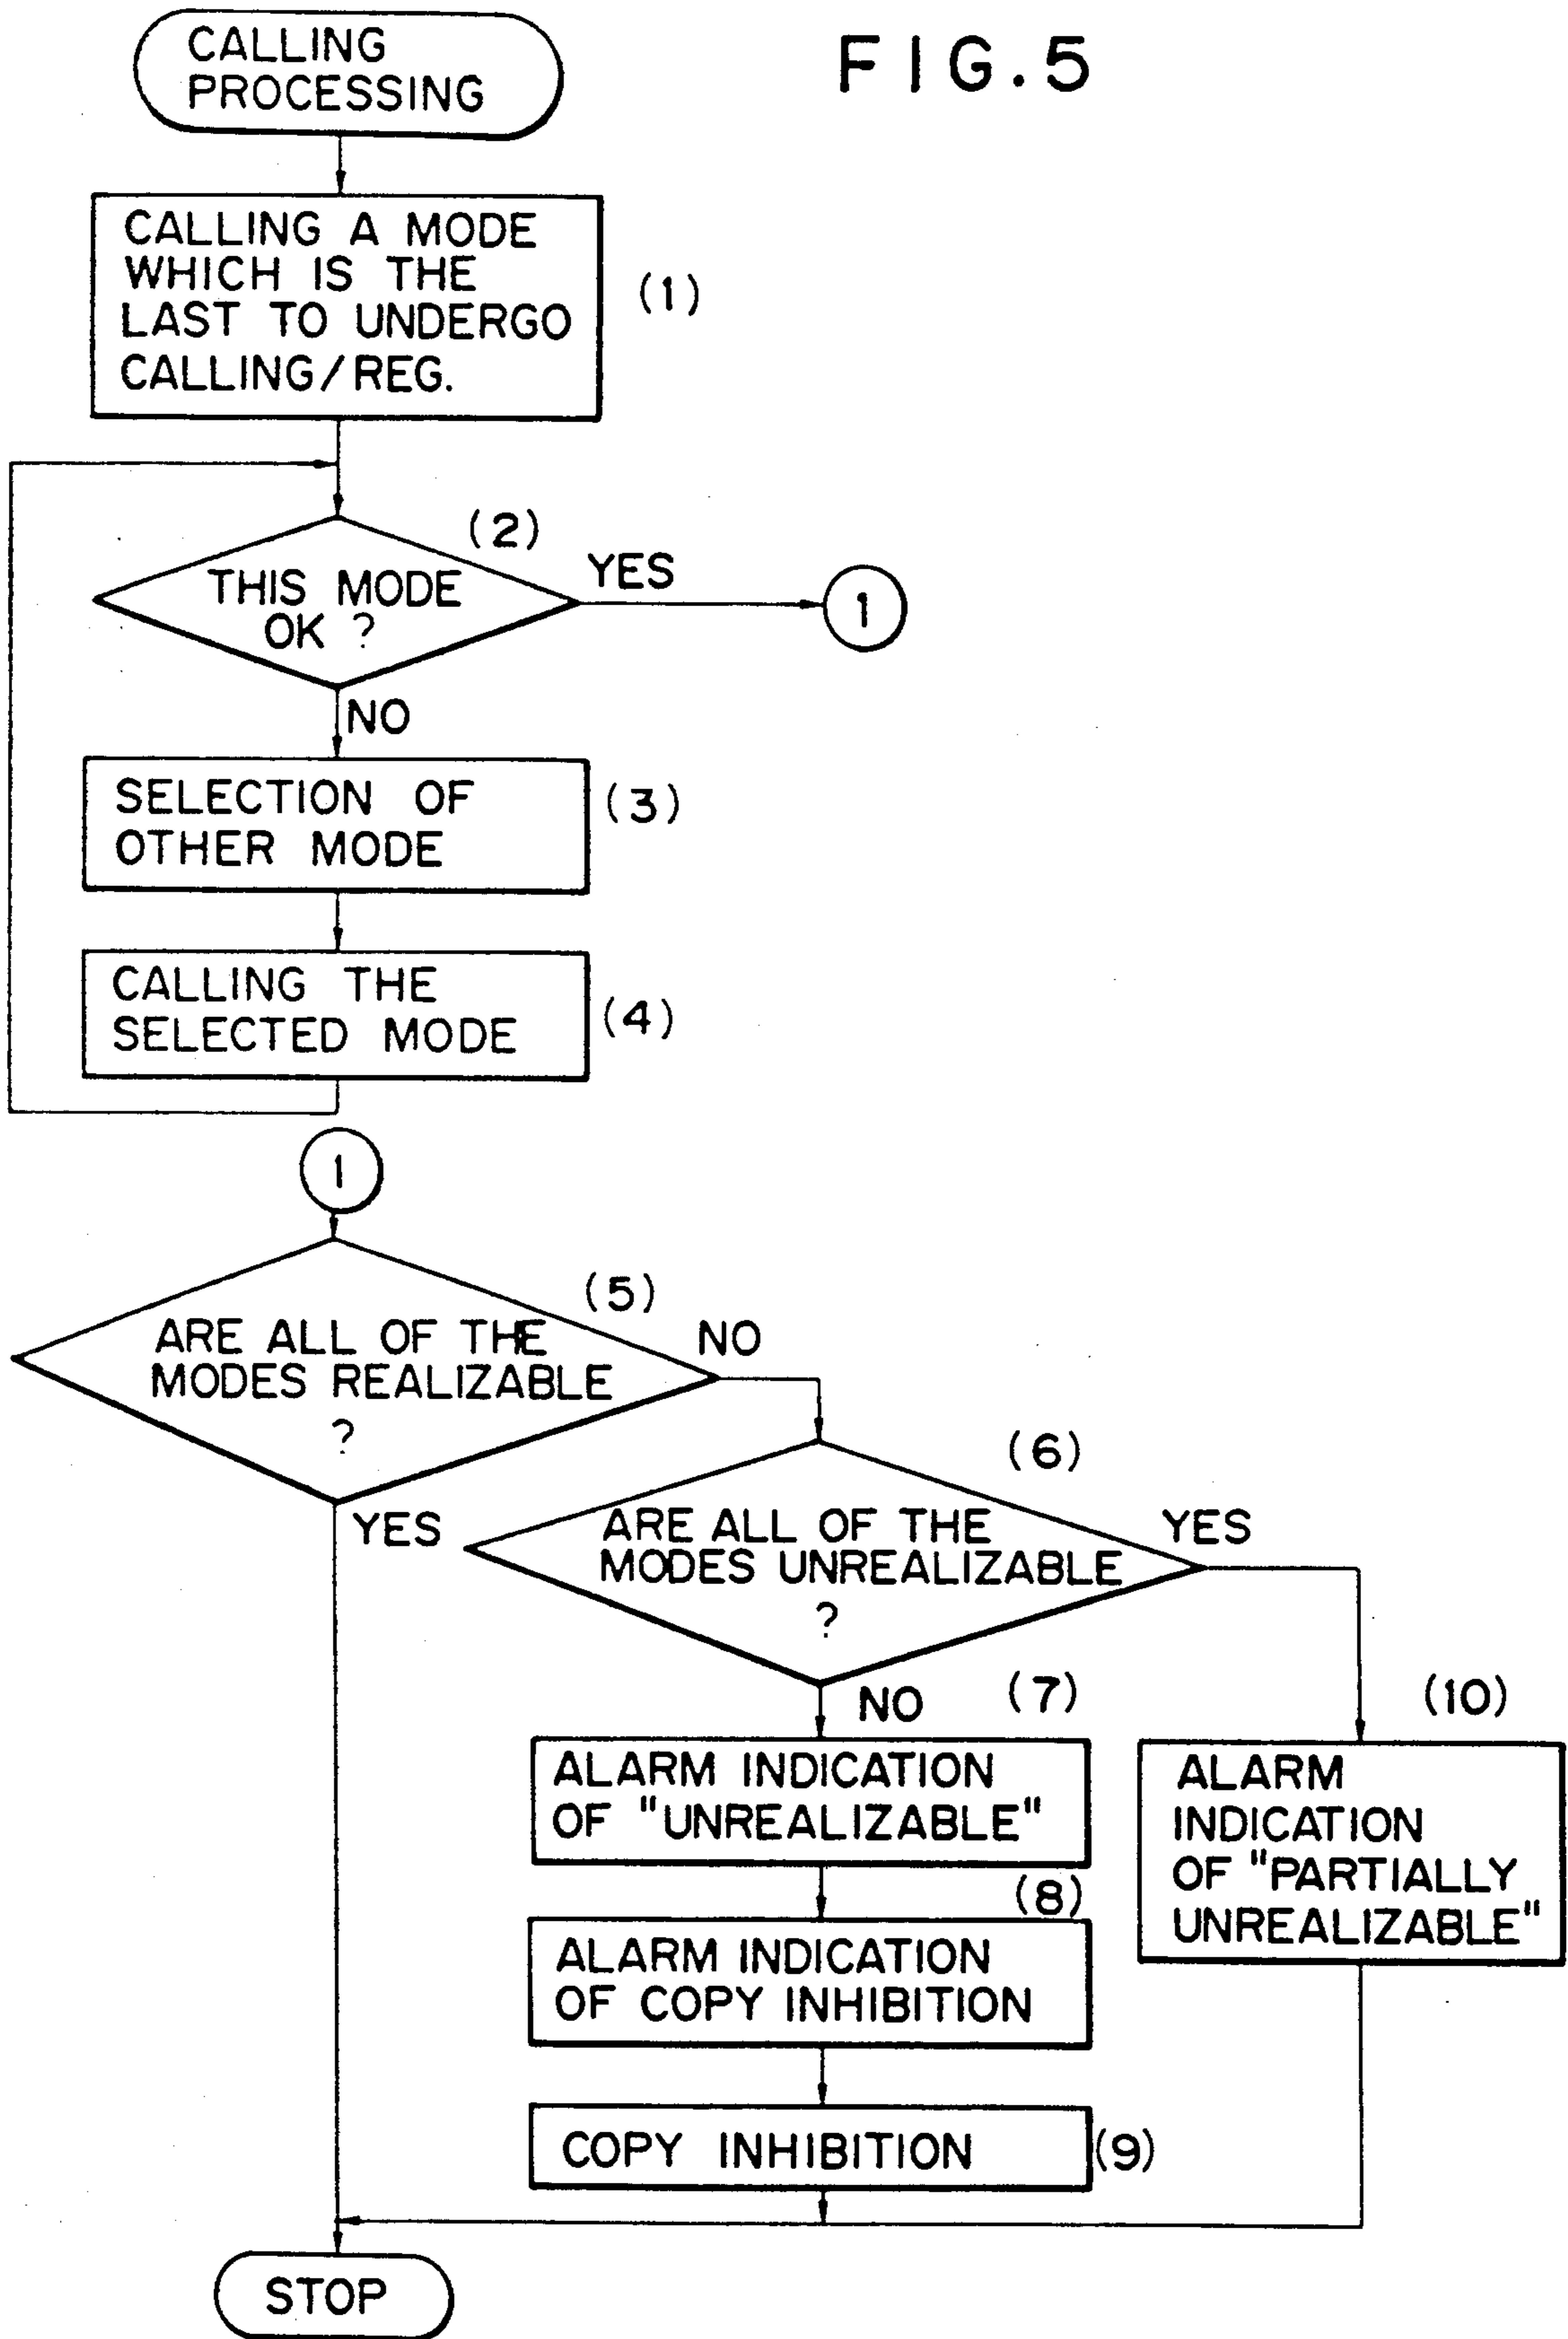 FIG.5
CALLING
PROCESSING
CALLING A MODE
WHICH IS THE
LAST TO UNDERGO
CALLING/REG.
(1)
(2)
THIS MODE
OK ?
YES
1
NO
SELECTION OF
OTHER MODE
(3)
CALLING THE
SELECTED MODE
(4)
1
(5)
ARE ALL OF THE
MODES REALIZABLE
?
NO
YES
(6)
ARE ALL OF THE
MODES UNREALIZABLE
?
YES
NO
(7)
ALARM INDICATION
OF "UNREALIZABLE"
(8)
ALARM INDICATION
OF COPY INHIBITION
COPY INHIBITION
(9)
(10)
ALARM
INDICATION
OF "PARTIALLY
UNREALIZABLE"
STOP